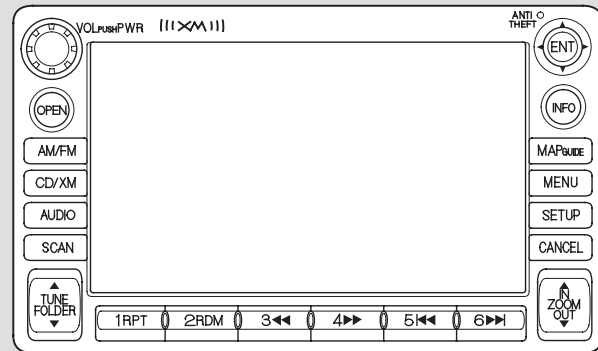 VOL PUSH PWR
XM
ANTI
THEFT
ENT
OPEN
INFO
AM/FM
MAP GUIDE
CD/XM
MENU
AUDIO
SETUP
SCAN
CANCEL
TUNE
FOLDER
1RPT
2RDM
3◀◀
4▶▶
5|◀◀
6▶▶|
IN
ZOOM
OUT